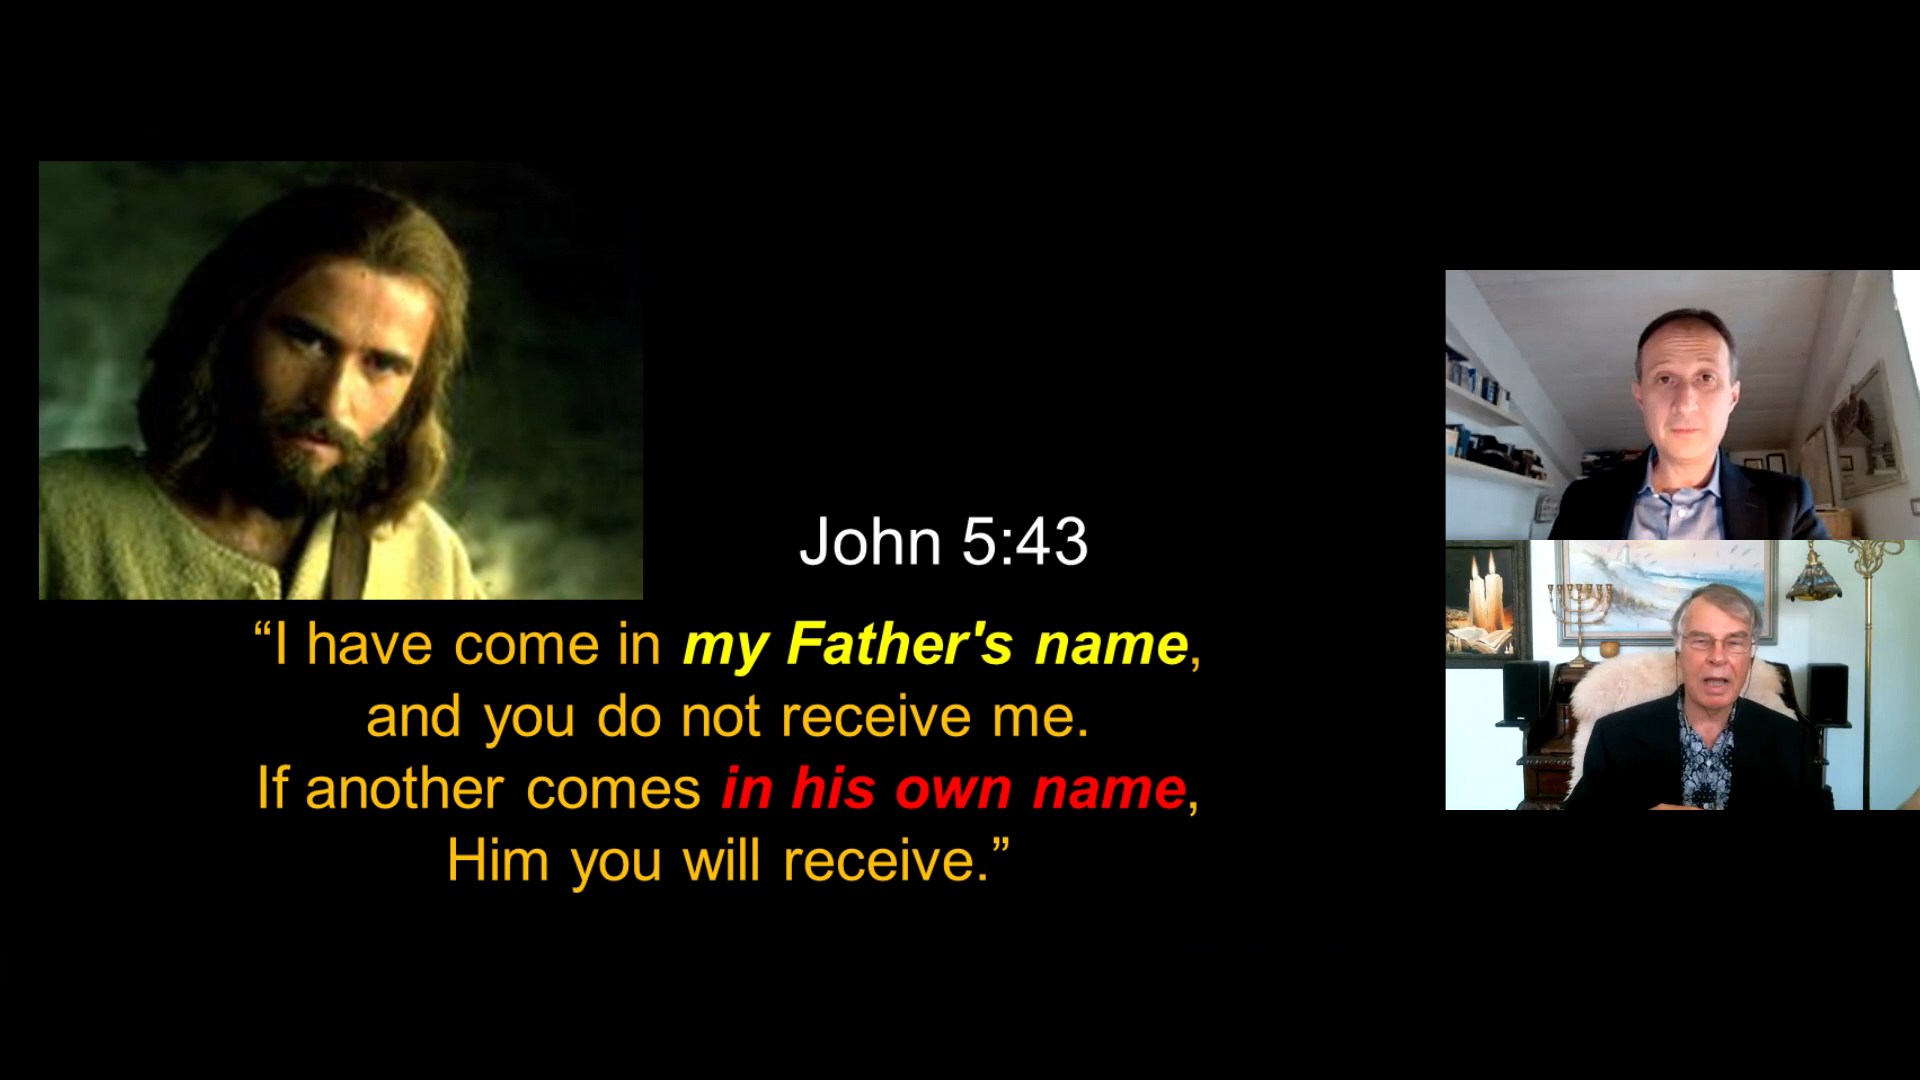 John 5:43
“I have come in my Father's name,
and you do not receive me.
If another comes in his own name,
Him you will receive.”